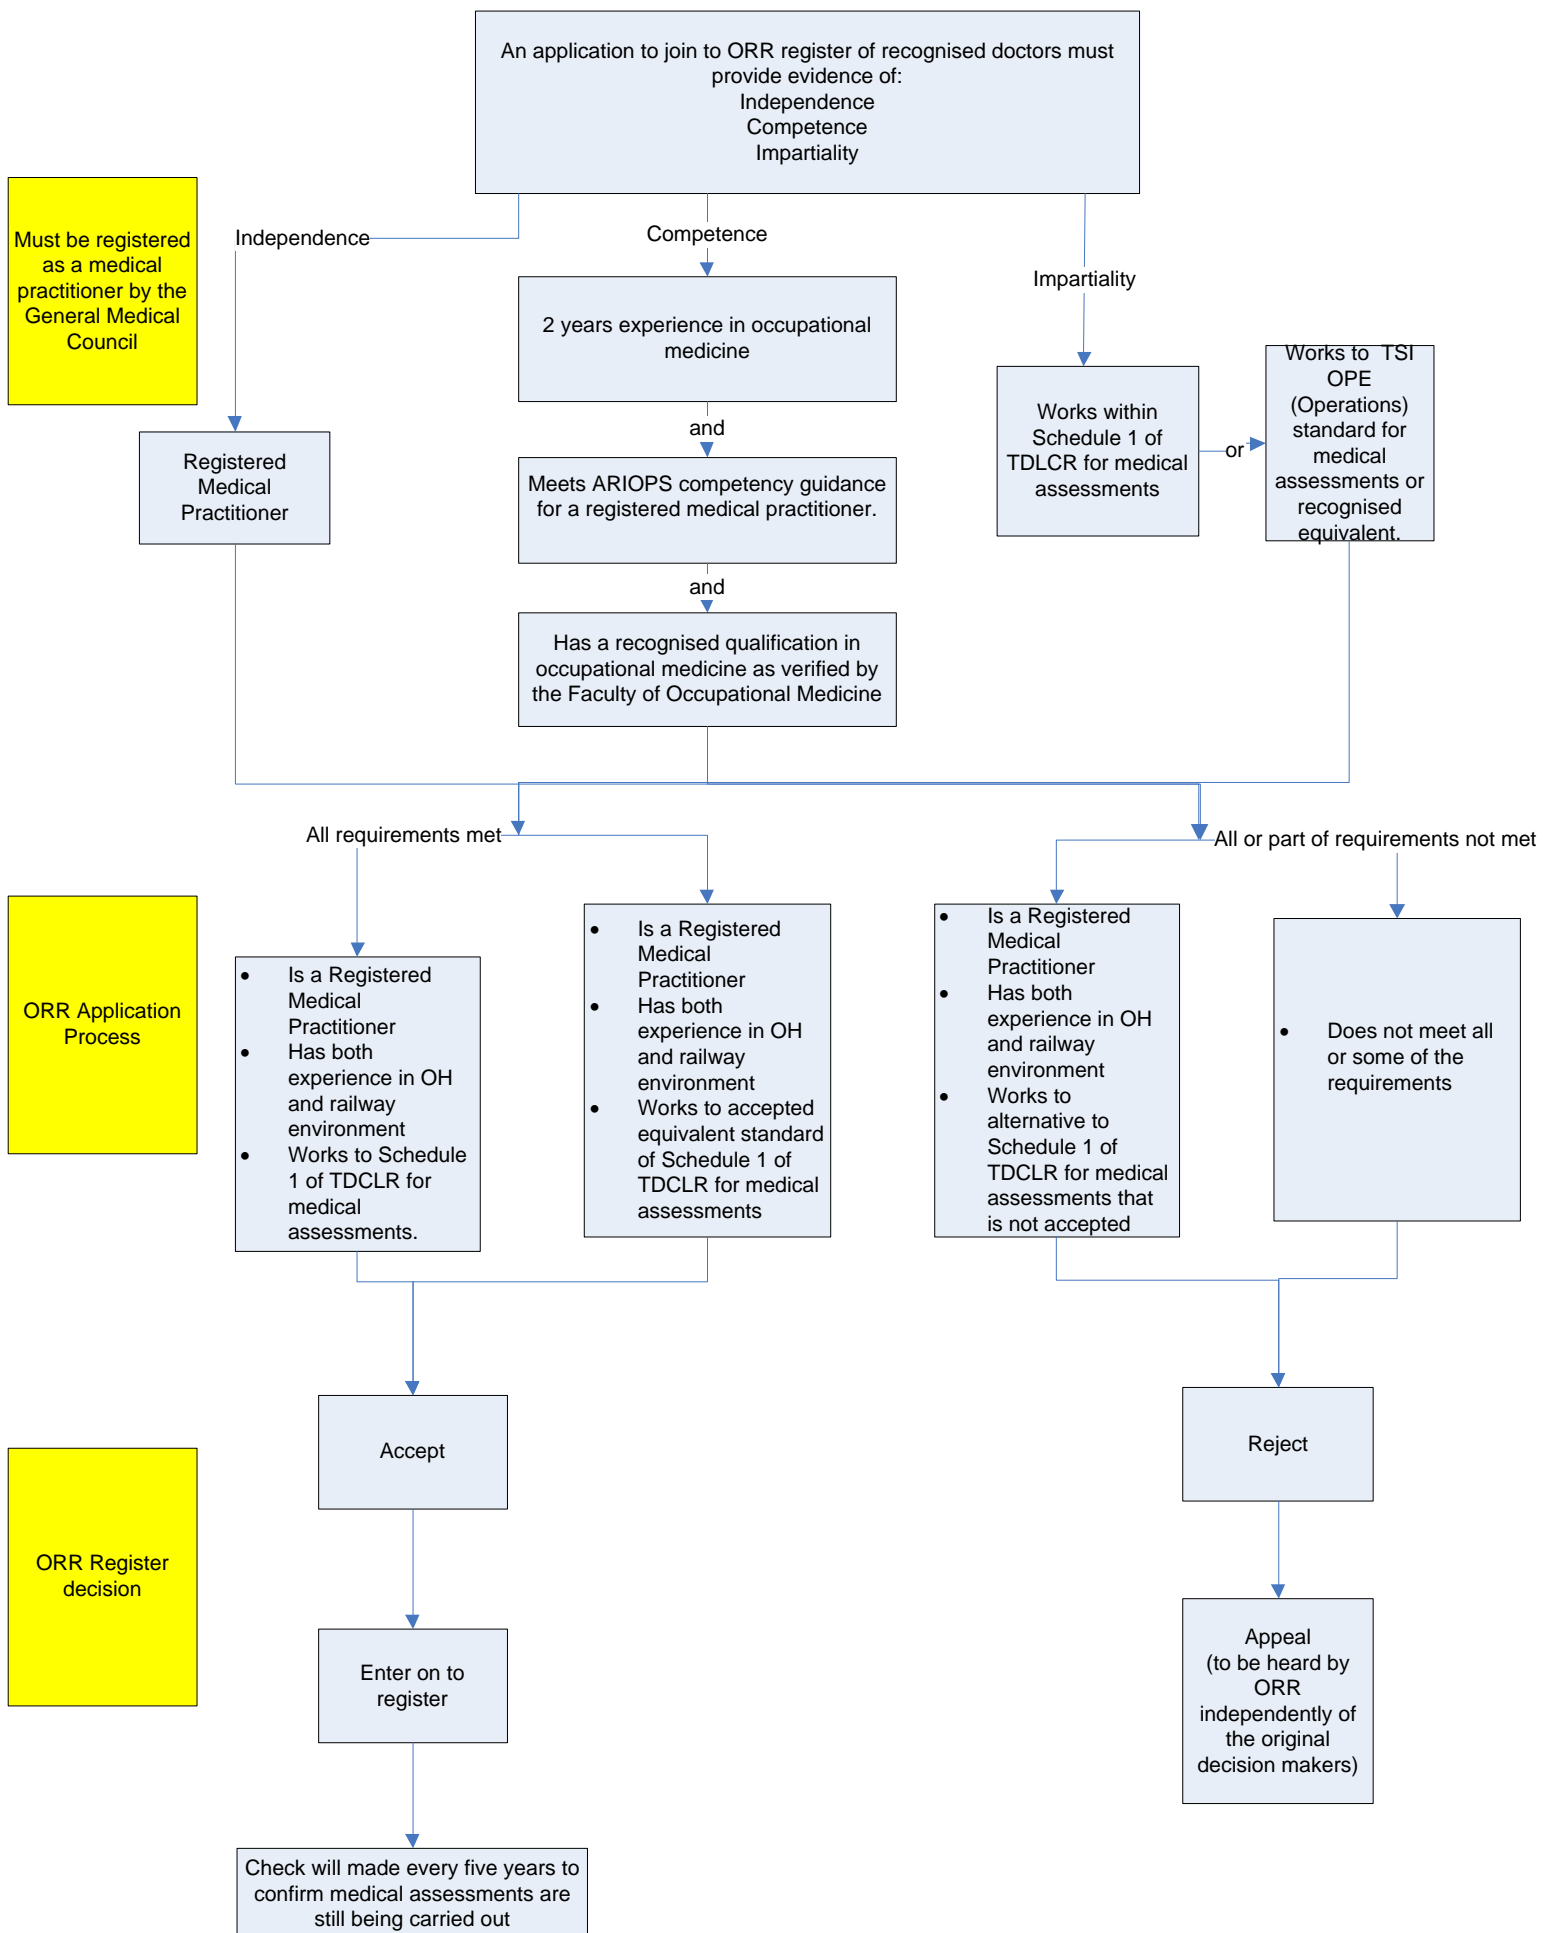 An application to join to ORR register of recognised doctors must
provide evidence of:
Independence
Competence
Impartiality
Must be registered
as a medical
practitioner by the
General Medical
Council
Independence
Competence
Impartiality
2 years experience in occupational
medicine
Works within
Schedule 1 of
TDLCR for medical
assessments
or
Works to  TSI
OPE
(Operations)
standard for
medical
assessments or
recognised
equivalent.
and
Registered
Medical
Practitioner
Meets ARIOPS competency guidance
for a registered medical practitioner.
and
Has a recognised qualification in
occupational medicine as verified by
the Faculty of Occupational Medicine
All requirements met
All or part of requirements not met
ORR Application
Process
• Is a Registered
Medical
Practitioner
• Has both
experience in OH
and railway
environment
• Works to Schedule
1 of TDCLR for
medical
assessments.
• Is a Registered
Medical
Practitioner
• Has both
experience in OH
and railway
environment
• Works to accepted
equivalent standard
of Schedule 1 of
TDCLR for medical
assessments
• Is a Registered
Medical
Practitioner
• Has both
experience in OH
and railway
environment
• Works to
alternative to
Schedule 1 of
TDCLR for medical
assessments that
is not accepted
• Does not meet all
or some of the
requirements
Accept
Reject
ORR Register
decision
Enter on to
register
Appeal
(to be heard by
ORR
independently of
the original
decision makers)
Check will made every five years to
confirm medical assessments are
still being carried out